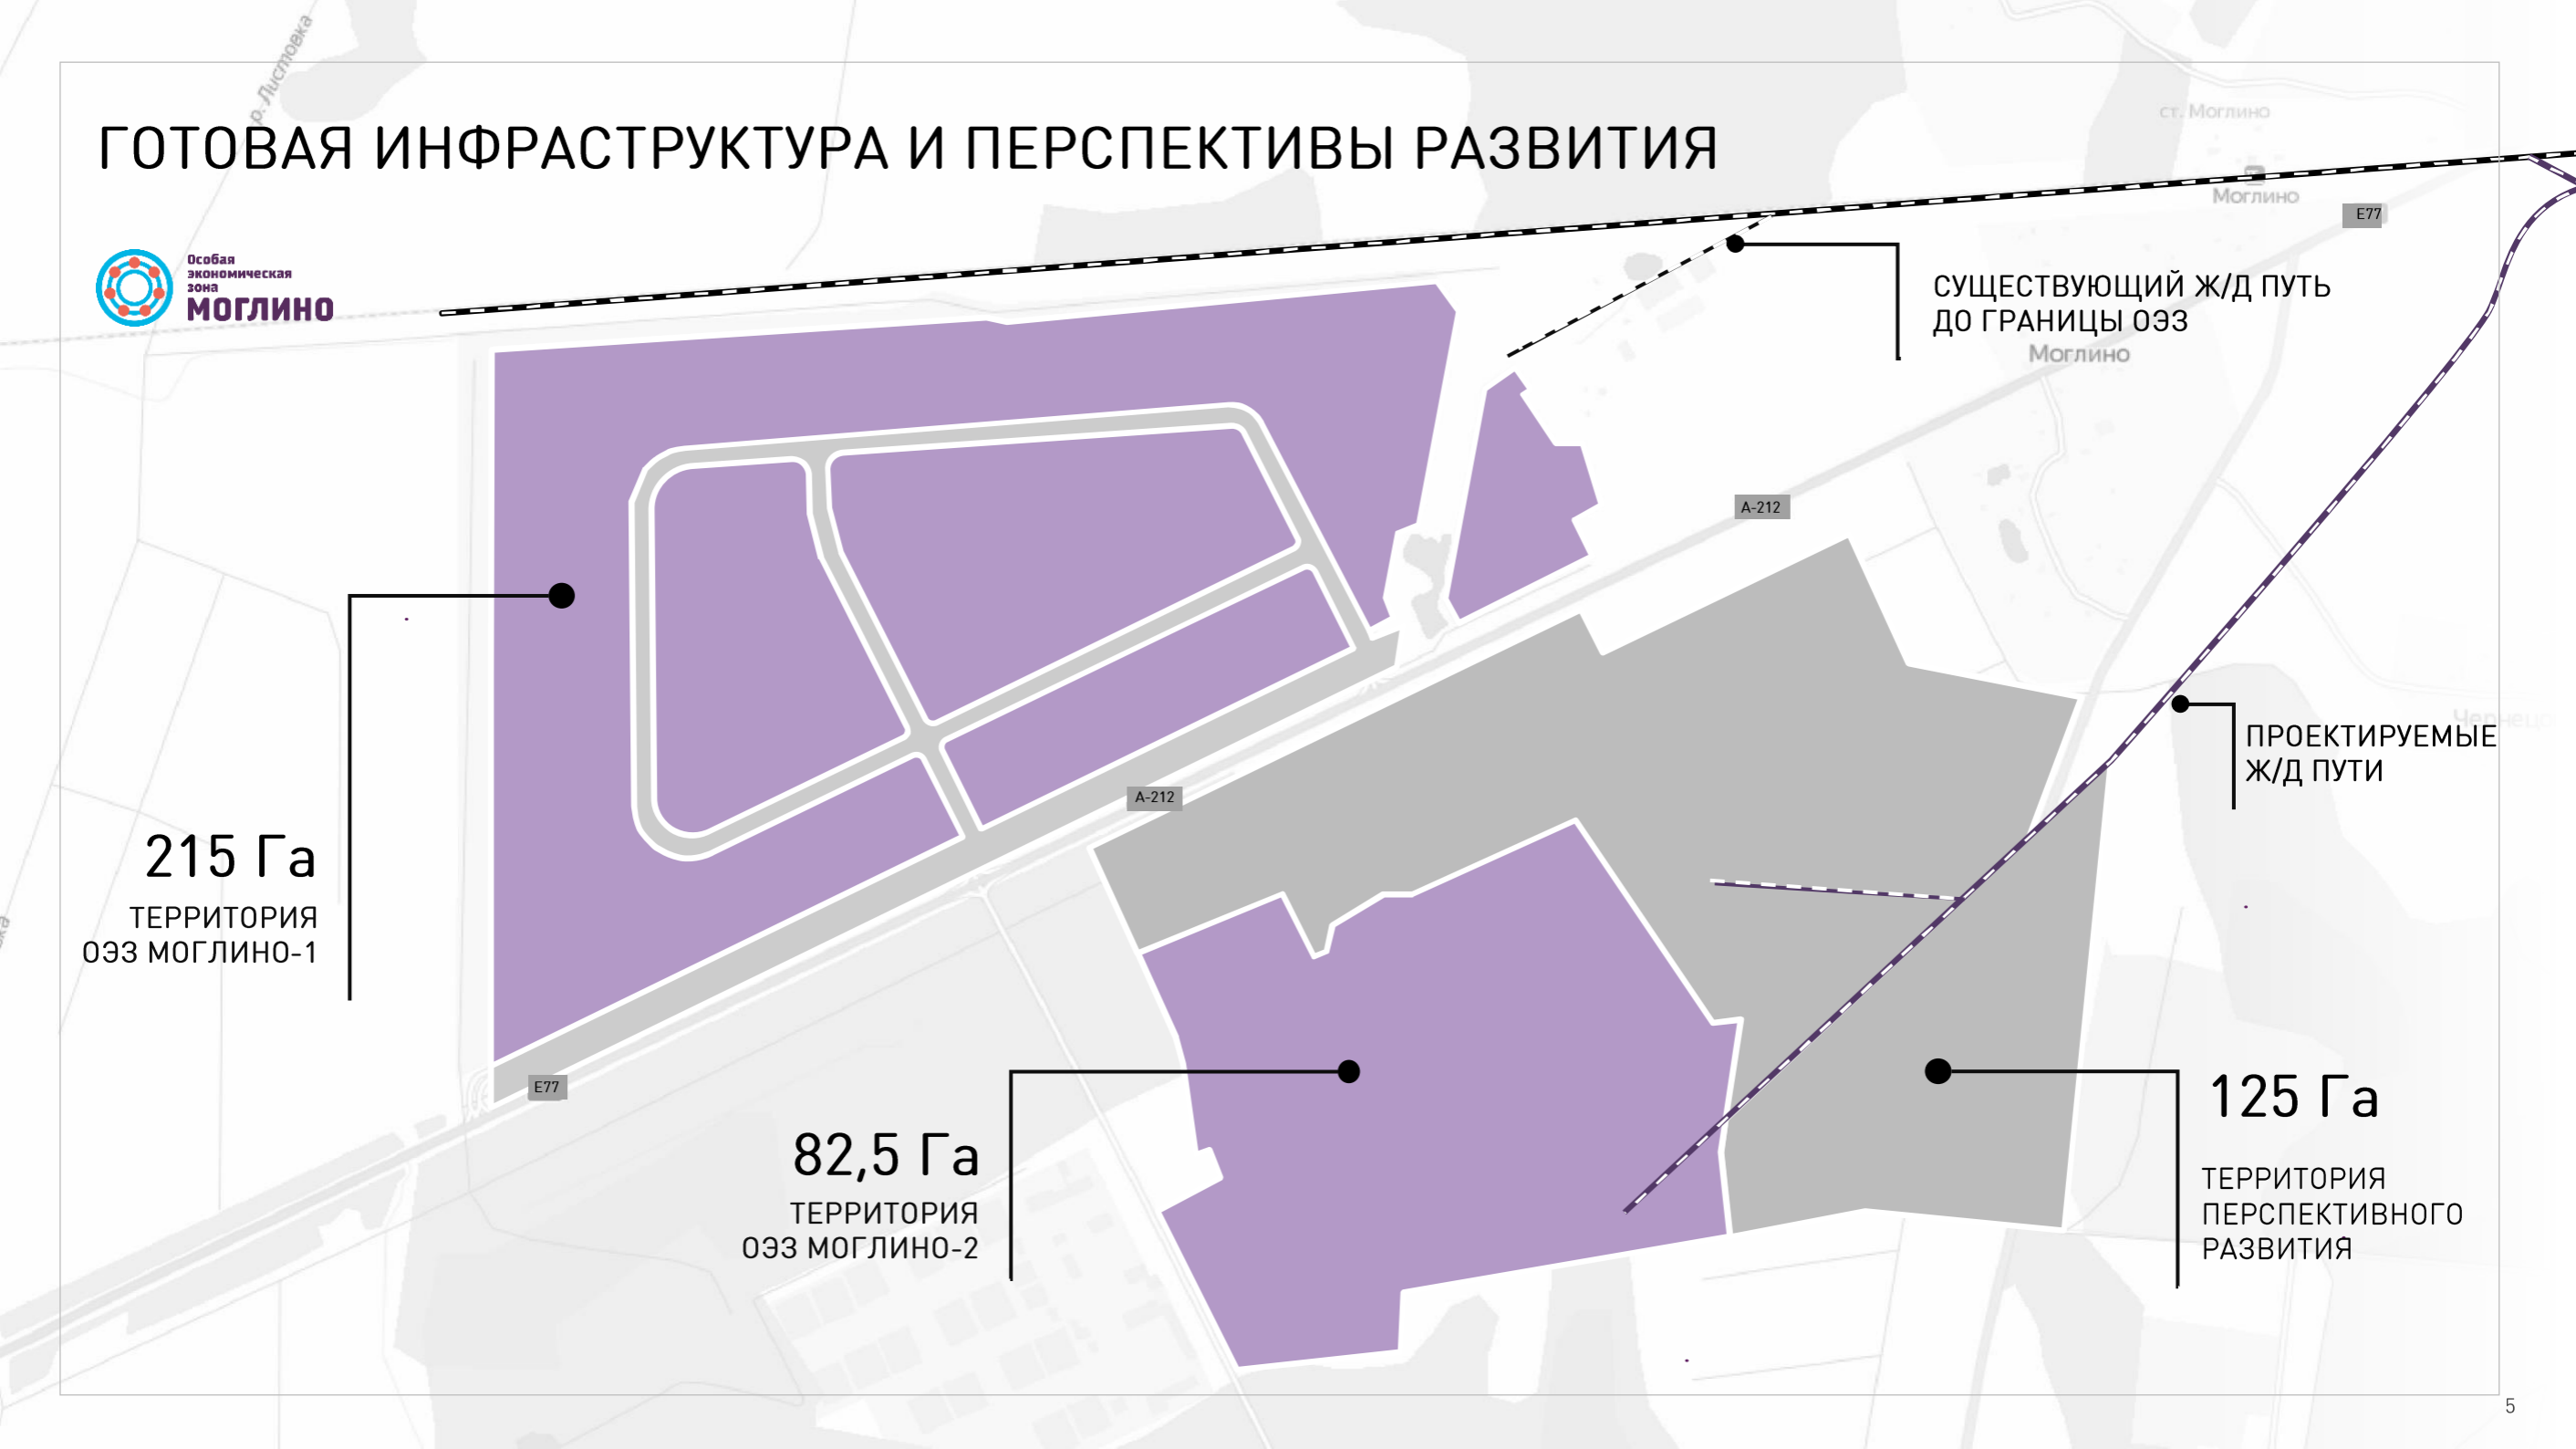 р. Листовка
ст. Моглино
ГОТОВАЯ ИНФРАСТРУКТУРА И ПЕРСПЕКТИВЫ РАЗВИТИЯ
Моглино
E77
Особая
экономическая
зона
МОГЛИНО
СУЩЕСТВУЮЩИЙ Ж/Д ПУТЬ
ДО ГРАНИЦЫ ОЭЗ
Моглино
А-212
ПРОЕКТИРУЕМЫЕ
Ж/Д ПУТИ
А-212
215 Га
ТЕРРИТОРИЯ
ОЭЗ МОГЛИНО-1
E77
82,5 Га
ТЕРРИТОРИЯ
ОЭЗ МОГЛИНО-2
125 Га
ТЕРРИТОРИЯ
ПЕРСПЕКТИВНОГО
РАЗВИТИЯ
5